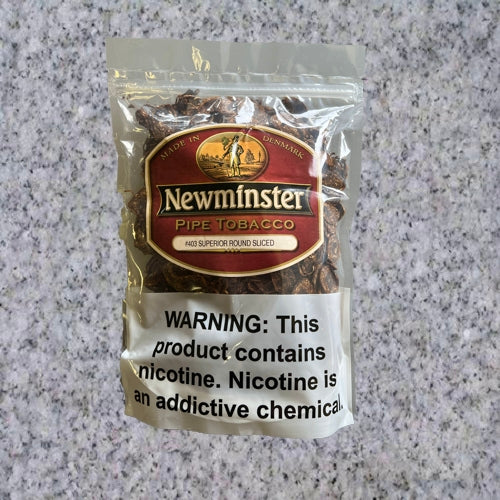 MADE IN DENMARK
Newminster
PIPE TOBACCO
#403 SUPERIOR ROUND SLICED
WARNING: This
product contains
nicotine. Nicotine is
an addictive chemical.